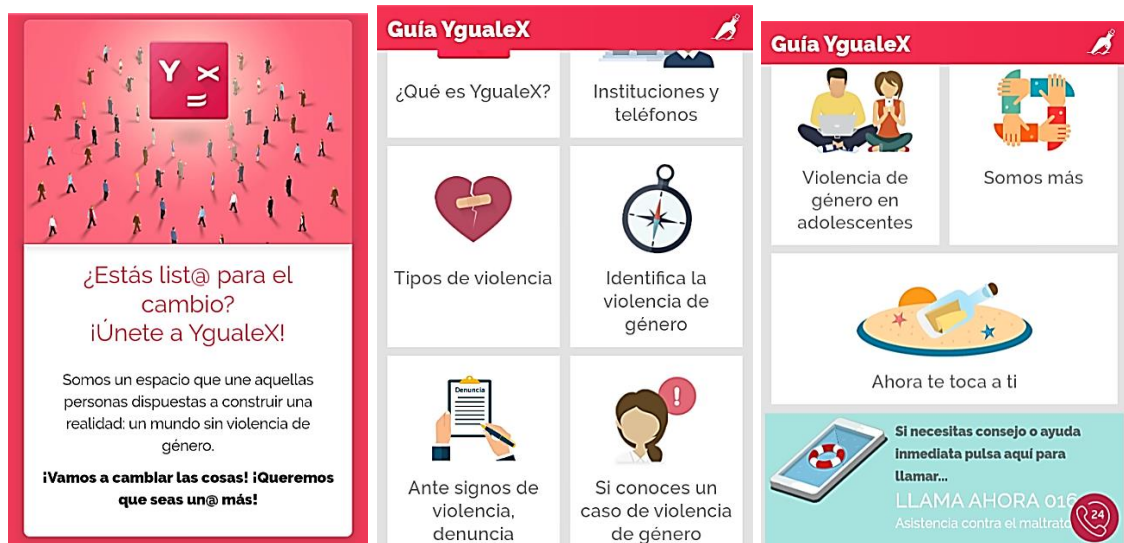 Y x
=
¿Estás list@ para el
cambio?
¡Únete a YgualeX!
Somos un espacio que une aquellas
personas dispuestas a construir una
realidad: un mundo sin violencia de
género.
¡Vamos a cambiar las cosas! ¡Queremos
que seas un@ más!
Guía YgualeX
¿Qué es YgualeX?
Instituciones y
teléfonos
Tipos de violencia
Identifica la
violencia de
género
Denuncia
Ante signos de
violencia,
denuncia
!
Si conoces un
caso de violencia
de género
Guía YgualeX
Violencia de
género en
adolescentes
Somos más
Ahora te toca a ti
Si necesitas consejo o ayuda
inmediata pulsa aquí para
llamar...
LLAMA AHORA 016
Asistencia contra el maltrato
24